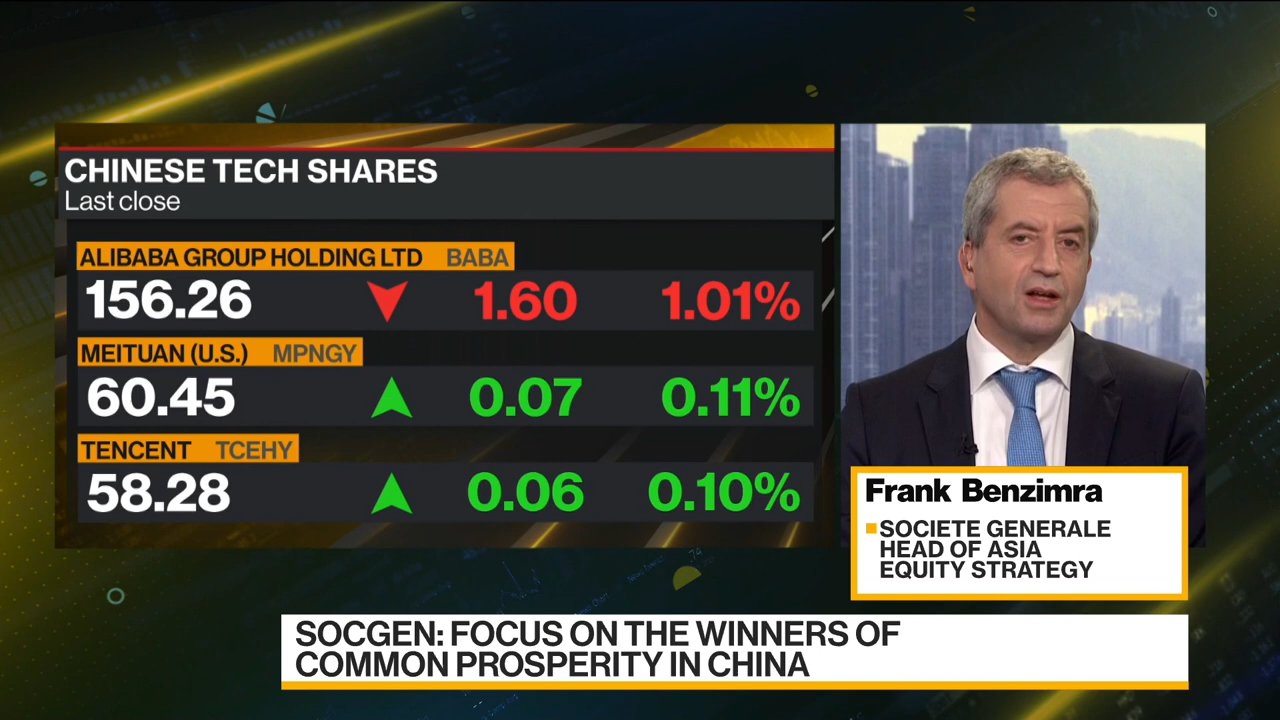 CHINESE TECH SHARES
Last close
ALIBABA GROUP HOLDING LTD BABA
156.26 1.60 1.01%
MEITUAN (U.S.) MPNGY
60.45 0.07 0.11%
TENCENT TCEHY
58.28 0.06 0.10%
Frank Benzimra
SOCIETE GENERALE
HEAD OF ASIA
EQUITY STRATEGY
SOCGEN: FOCUS ON THE WINNERS OF
COMMON PROSPERITY IN CHINA